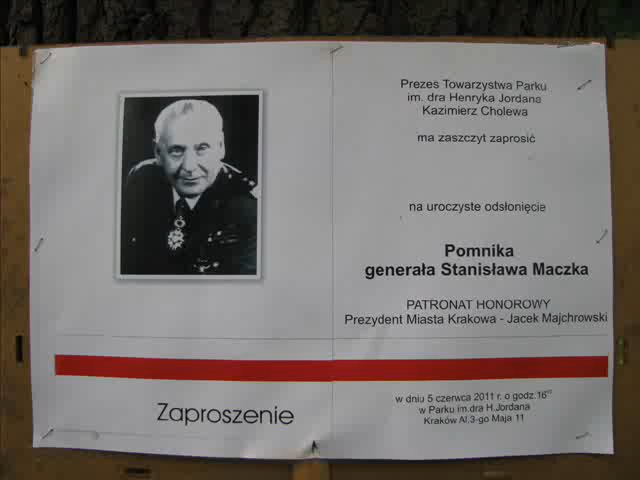 Prezes Towarzystwa Parku
im. dra Henryka Jordana
Kazimierz Cholewa
ma zaszczyt zaprosić
na uroczyste odsłonięcie
Pomnika
generała Stanisława Maczka
PATRONAT HONOROWY
Prezydent Miasta Krakowa - Jacek Majchrowski
Zaproszenie
w dniu 5 czerwca 2011 r. o godz.16⁰⁰
w Parku im.dra H.Jordana
Kraków Al.3-go Maja 11